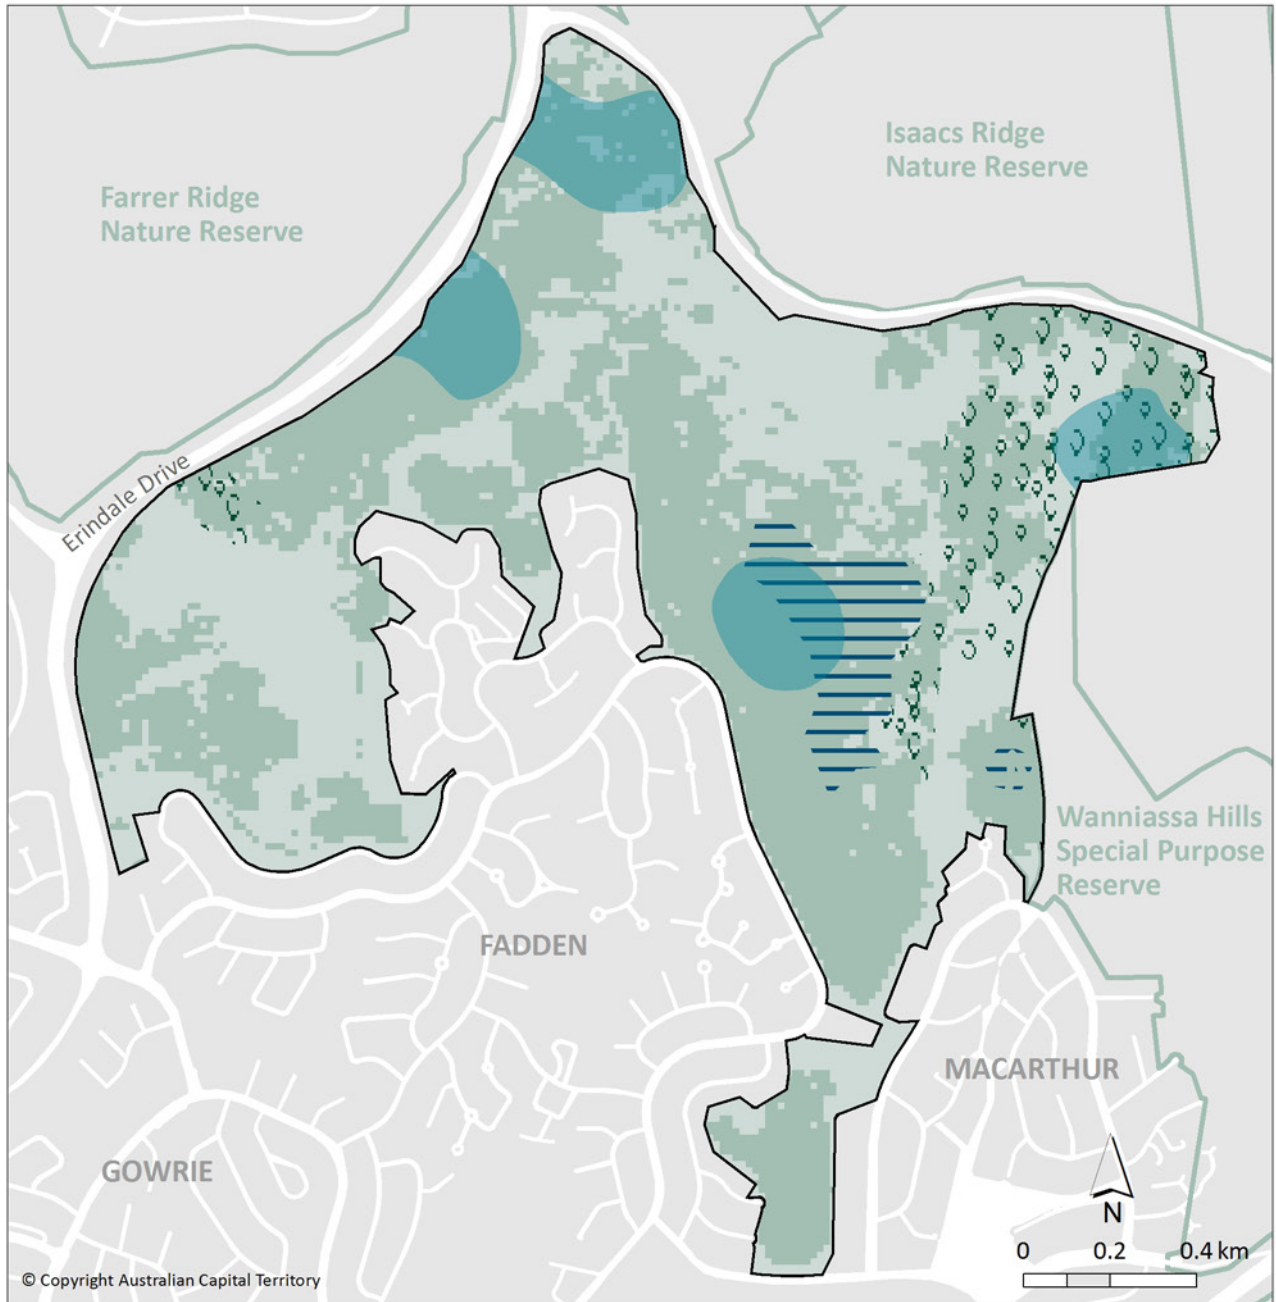 Isaacs Ridge
Nature Reserve
Farrer Ridge
Nature Reserve
Erindale Drive
Wanniassa Hills
Special Purpose
Reserve
FADDEN
MACARTHUR
GOWRIE
N
0 0.2 0.4 km
© Copyright Australian Capital Territory